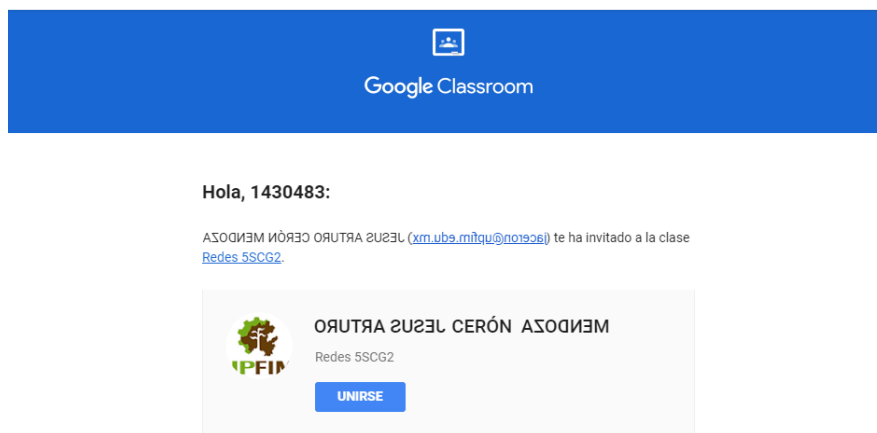 Google Classroom
Hola, 1430483:
JESUS ARTURO CERÓN MENDOZA (jaceron@upfim.edu.mx) te ha invitado a la clase
Redes 5SCG2.
JESUS ARTURO CERÓN MENDOZA
Redes 5SCG2
UNIRSE